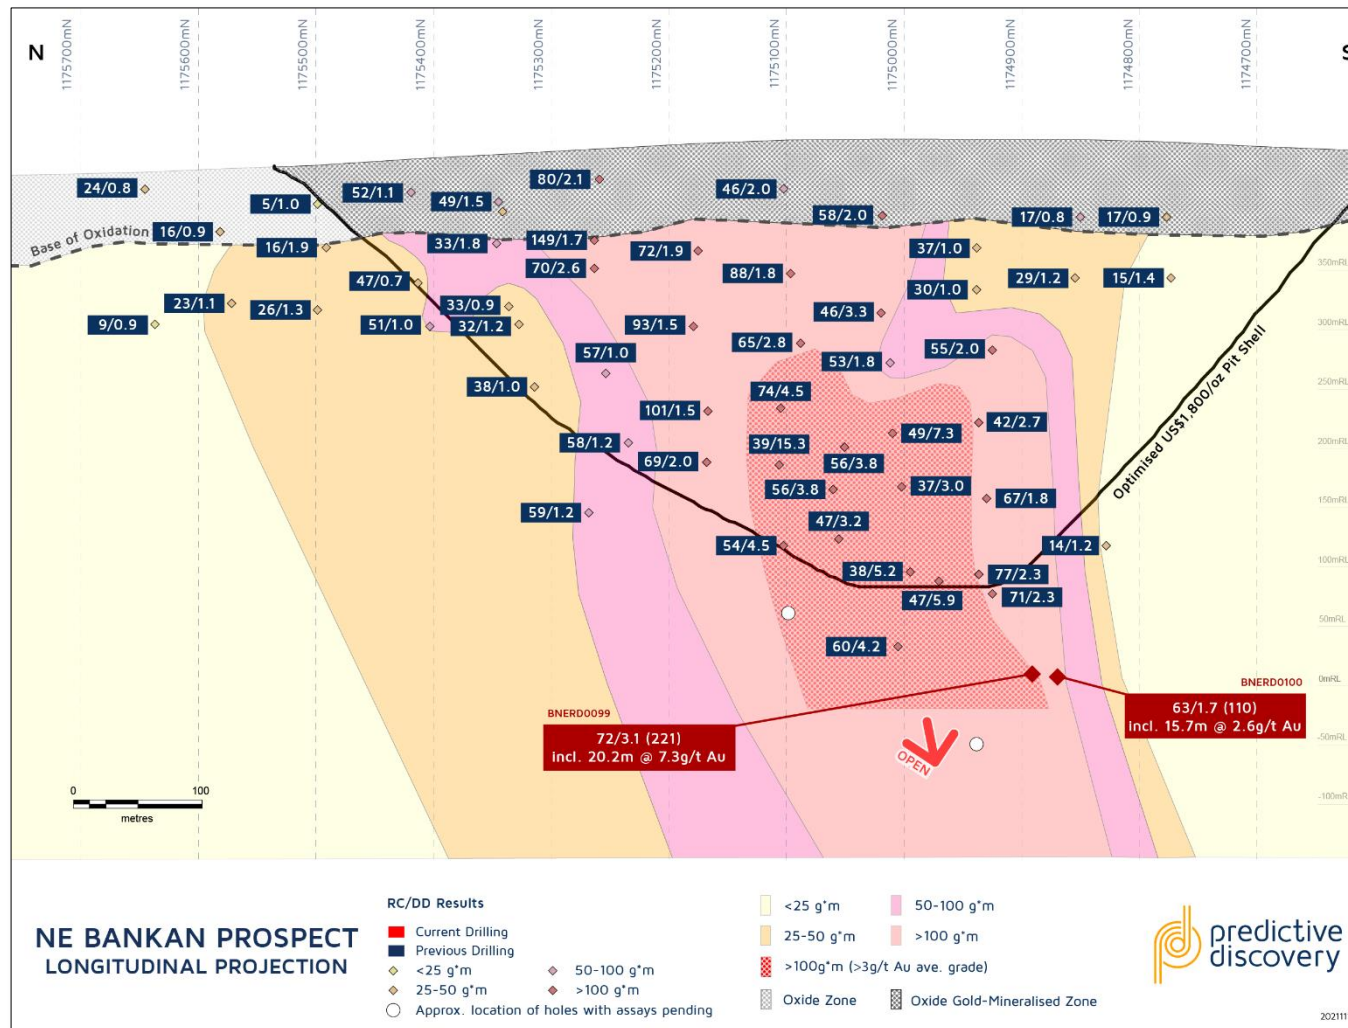 N
S
1175700mN
1175600mN
1175500mN
1175400mN
1175300mN
1175200mN
1175100mN
1175000mN
1174900mN
1174800mN
1174700mN
24/0.8
5/1.0
52/1.1
49/1.5
80/2.1
46/2.0
58/2.0
17/0.8
17/0.9
16/0.9
Base of Oxidation
16/1.9
33/1.8
149/1.7
72/1.9
37/1.0
350mRL
70/2.6
88/1.8
29/1.2
15/1.4
47/0.7
30/1.0
23/1.1
26/1.3
33/0.9
46/3.3
300mRL
9/0.9
51/1.0
32/1.2
93/1.5
65/2.8
57/1.0
53/1.8
55/2.0
Optimised US$1,800/oz Pit Shell
250mRL
38/1.0
74/4.5
101/1.5
42/2.7
49/7.3
200mRL
58/1.2
39/15.3
69/2.0
56/3.8
56/3.8
37/3.0
67/1.8
150mRL
59/1.2
47/3.2
54/4.5
14/1.2
100mRL
38/5.2
77/2.3
47/5.9
71/2.3
50mRL
60/4.2
0mRL
BNERD0100
63/1.7 (110)
incl. 15.7m @ 2.6g/t Au
BNERD0099
72/3.1 (221)
incl. 20.2m @ 7.3g/t Au
OPEN
-50mRL
-100mRL
0 100
metres
NE BANKAN PROSPECT
LONGITUDINAL PROJECTION
RC/DD Results
Current Drilling
Previous Drilling
<25 g*m
25-50 g*m
50-100 g*m
>100 g*m
Approx. location of holes with assays pending
<25 g*m
50-100 g*m
25-50 g*m
>100 g*m
>100g*m (>3g/t Au ave. grade)
Oxide Zone
Oxide Gold-Mineralised Zone
predictive
discovery
202111